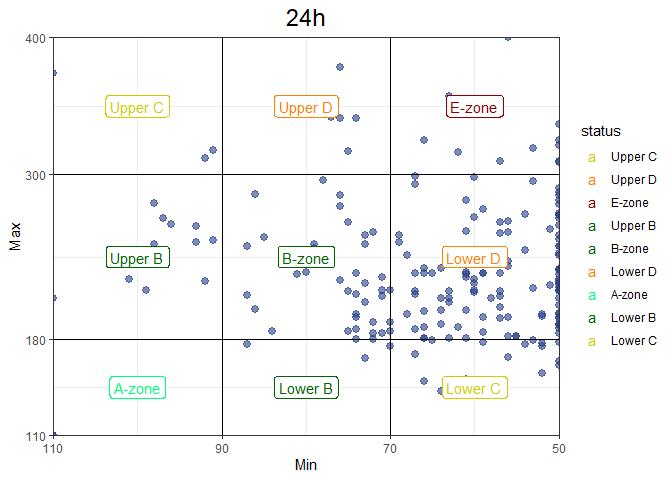 24h
400
Upper C
Upper D
E-zone
status
a Upper C
a Upper D
300
a E-zone
a Upper B
Max
Upper B
B-zone
Lower D
a B-zone
a Lower D
a A-zone
a Lower B
180
a Lower C
A-zone
Lower B
Lower C
110
110
90
70
50
Min